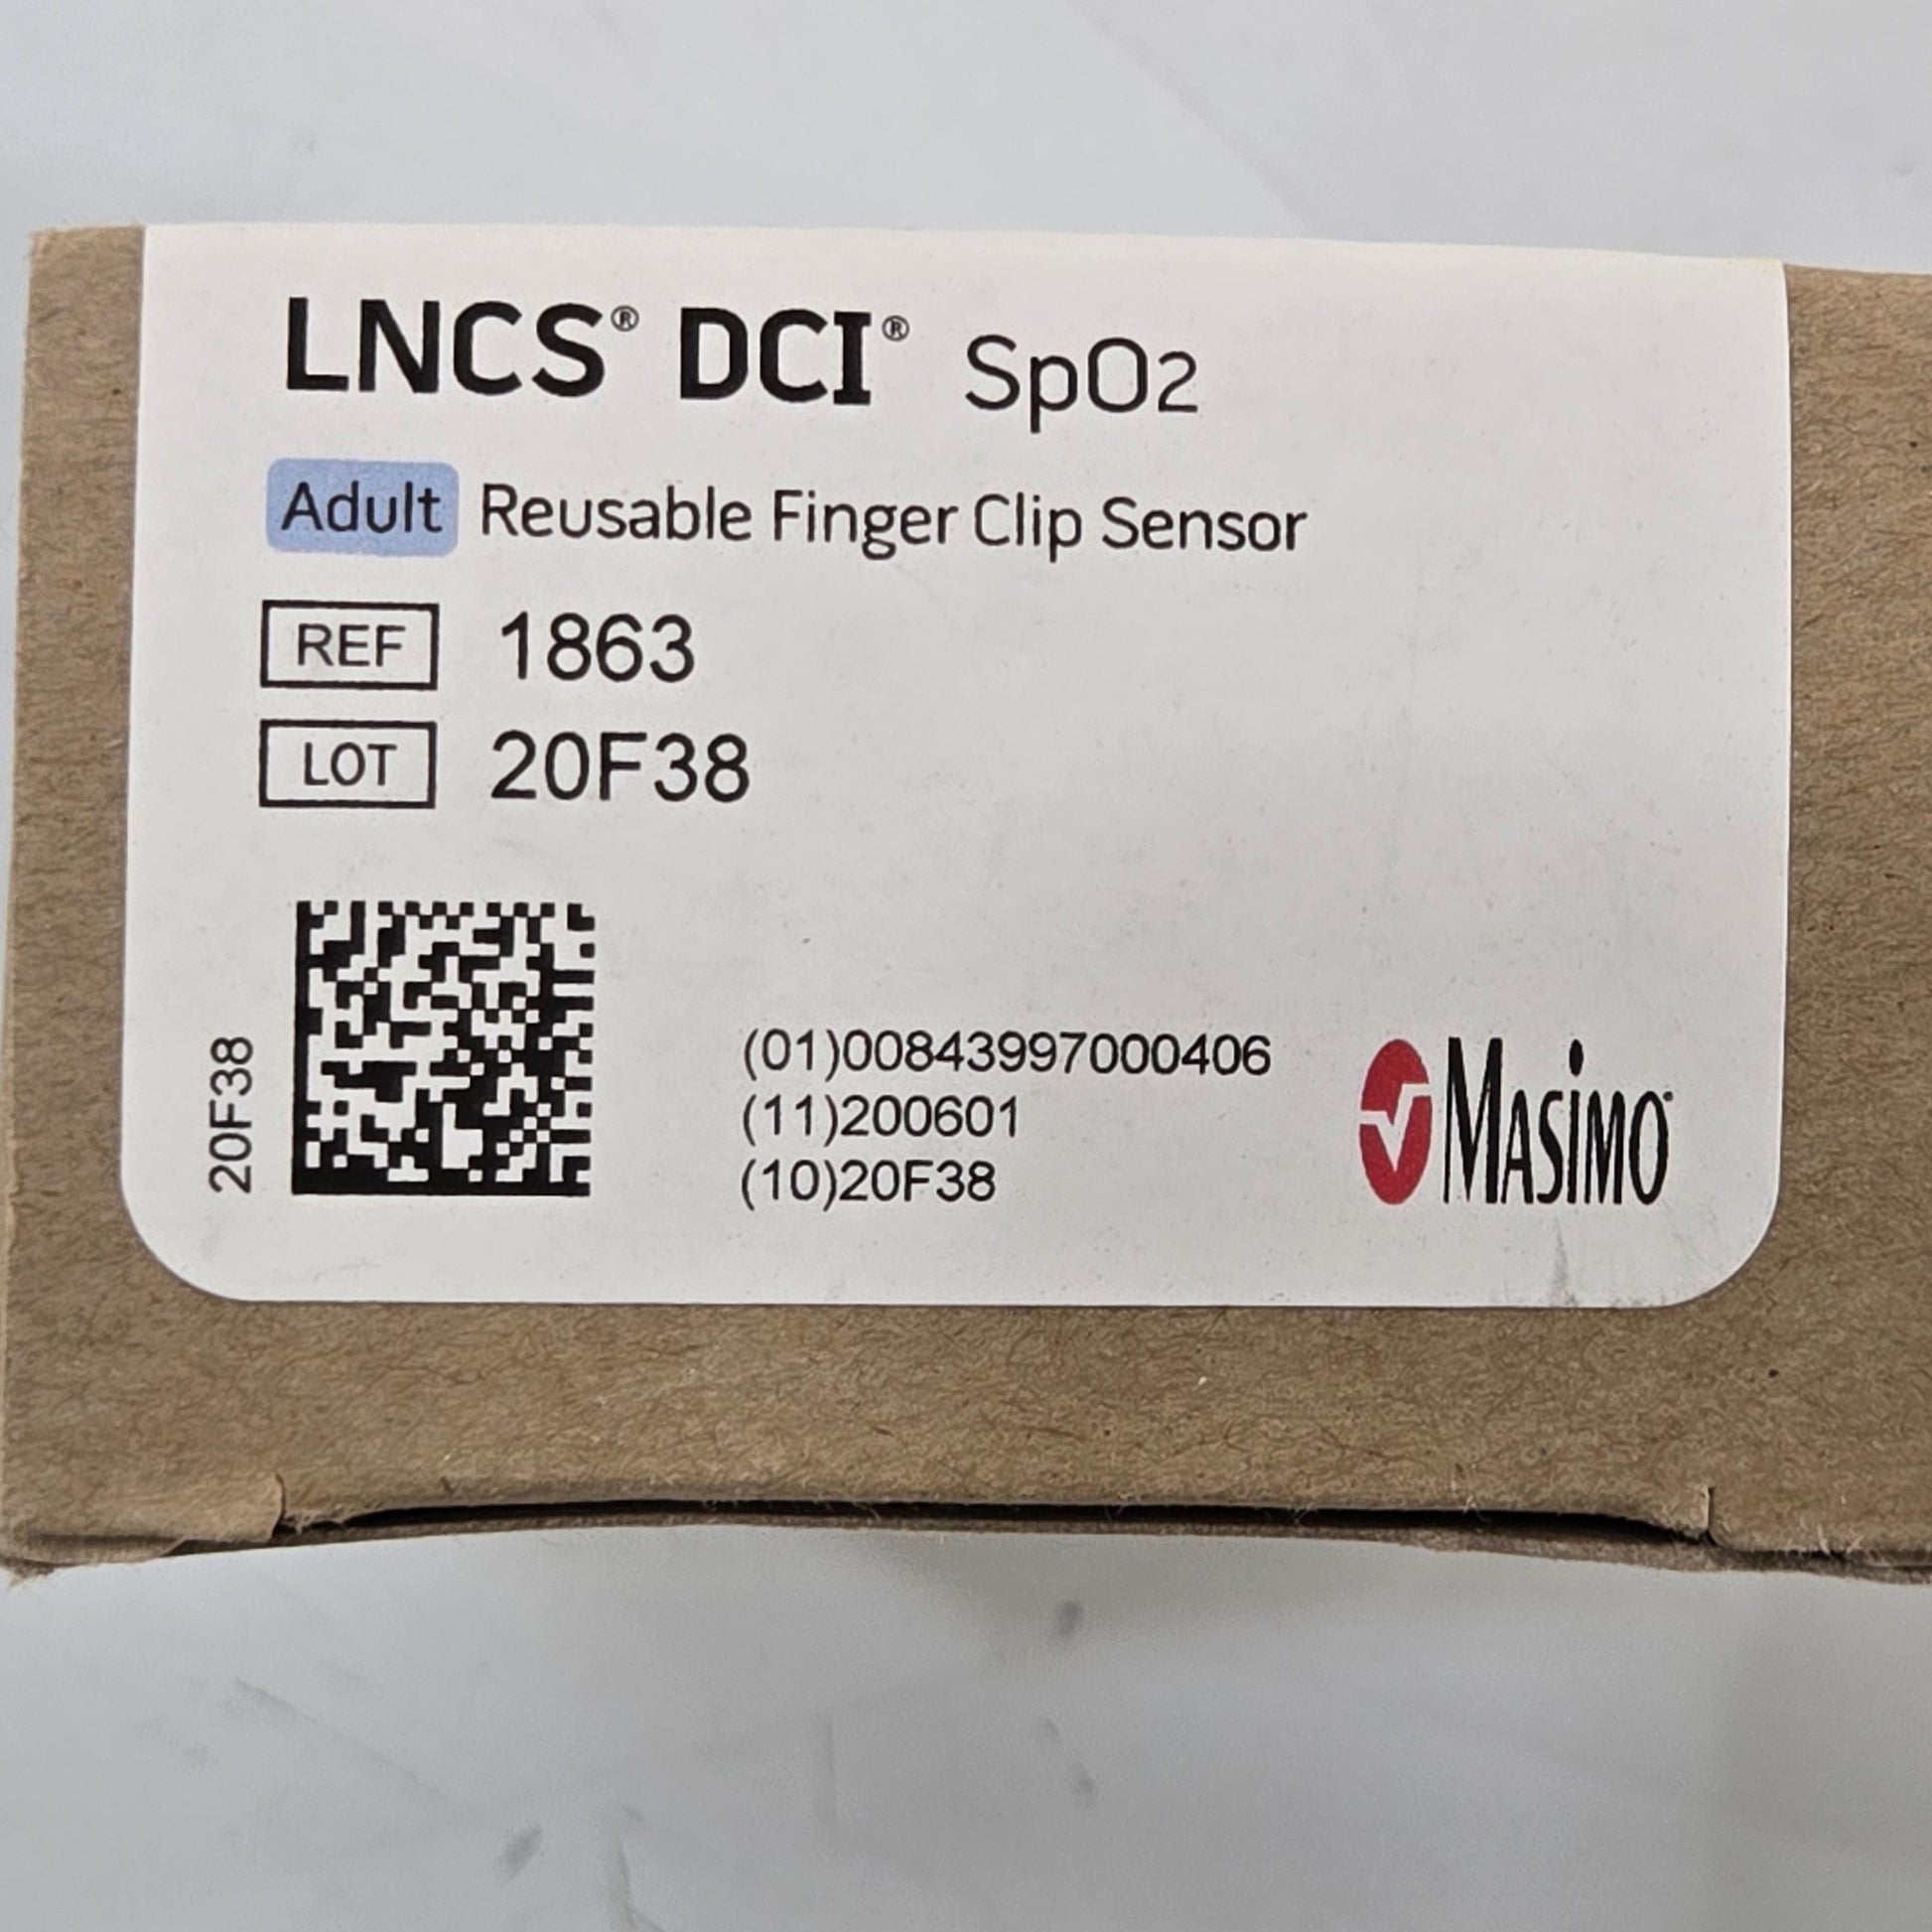 LNCS® DCI® SpO2
Adult Reusable Finger Clip Sensor
REF 1863
LOT 20F38
20F38
(01)00843997000406
(11)200601
(10)20F38
Masimo